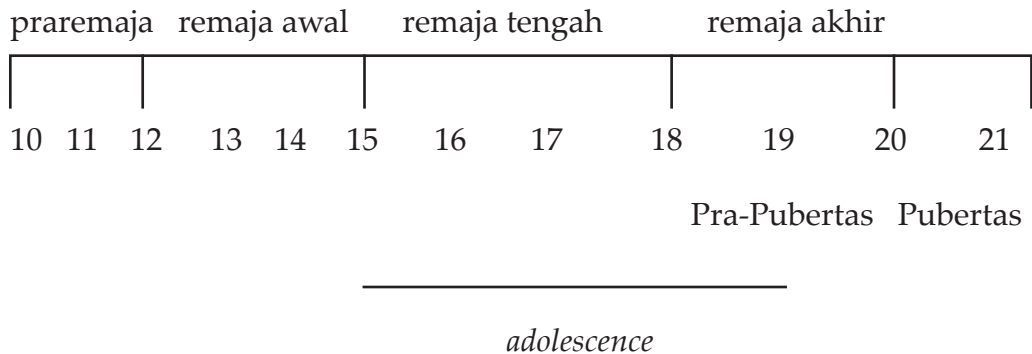 praremaja remaja awal remaja tengah remaja akhir
10 11 12 13 14 15 16 17 18 19 20 21
Pra-Pubertas Pubertas
adolescence